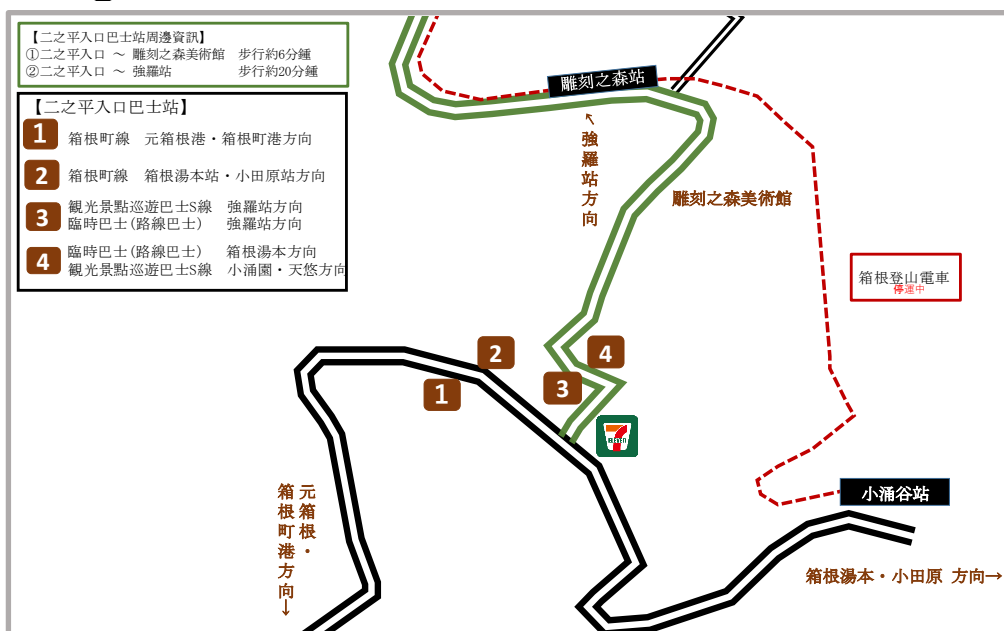 【二之平入口巴士站周邊資訊】
①二之平入口 ～ 雕刻之森美術館 步行約6分鍾
②二之平入口 ～ 強羅站 步行約20分鍾
【二之平入口巴士站】
1 箱根町線 元箱根港・箱根町港方向
2 箱根町線 箱根湯本站・小田原站方向
3 観光景點巡遊巴士S線 強羅站方向
臨時巴士(路線巴士) 強羅站方向
4 臨時巴士(路線巴士) 箱根湯本方向
観光景點巡遊巴士S線 小涌園・天悠方向
雕刻之森站
←強羅站方向
雕刻之森美術館
箱根登山電車
停運中
2
4
3
1
7
ELEVEn
小涌谷站
元箱根・
箱根町港方向→
箱根湯本・小田原 方向→